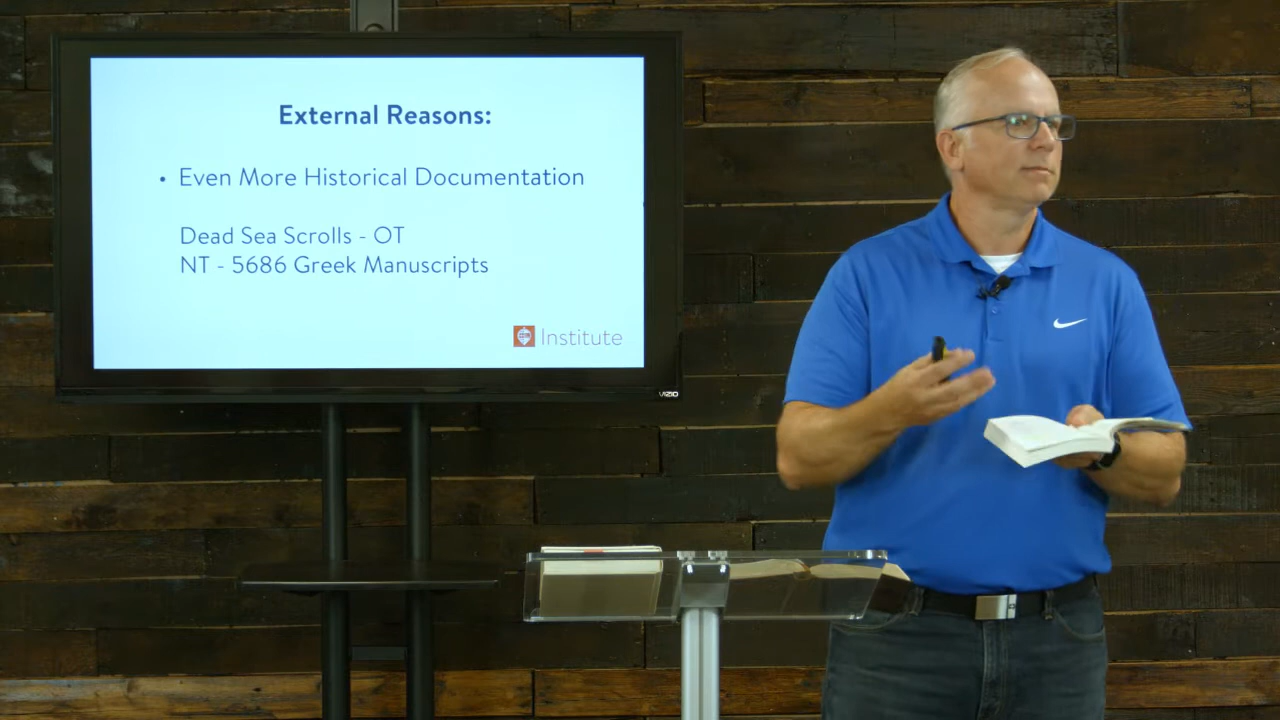 External Reasons:
• Even More Historical Documentation
Dead Sea Scrolls - OT
NT - 5686 Greek Manuscripts
Institute
VIZIO